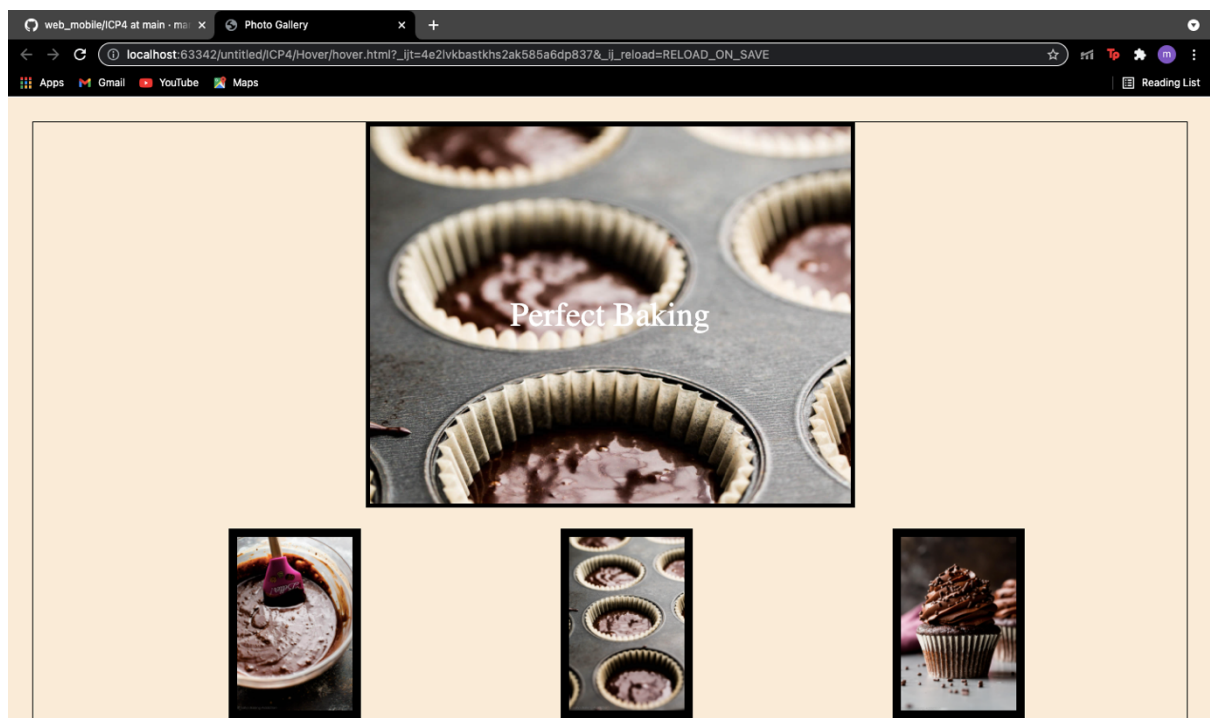 web_mobile/ICP4 at main · ma
Photo Gallery
localhost:63342/untitled/ICP4/Hover/hover.html?_ijt=4e2lvkbastkhs2ak585a6dp837&_ij_reload=RELOAD_ON_SAVE
Tp
m
Apps
Gmail
YouTube
Maps
Reading List
Perfect Baking